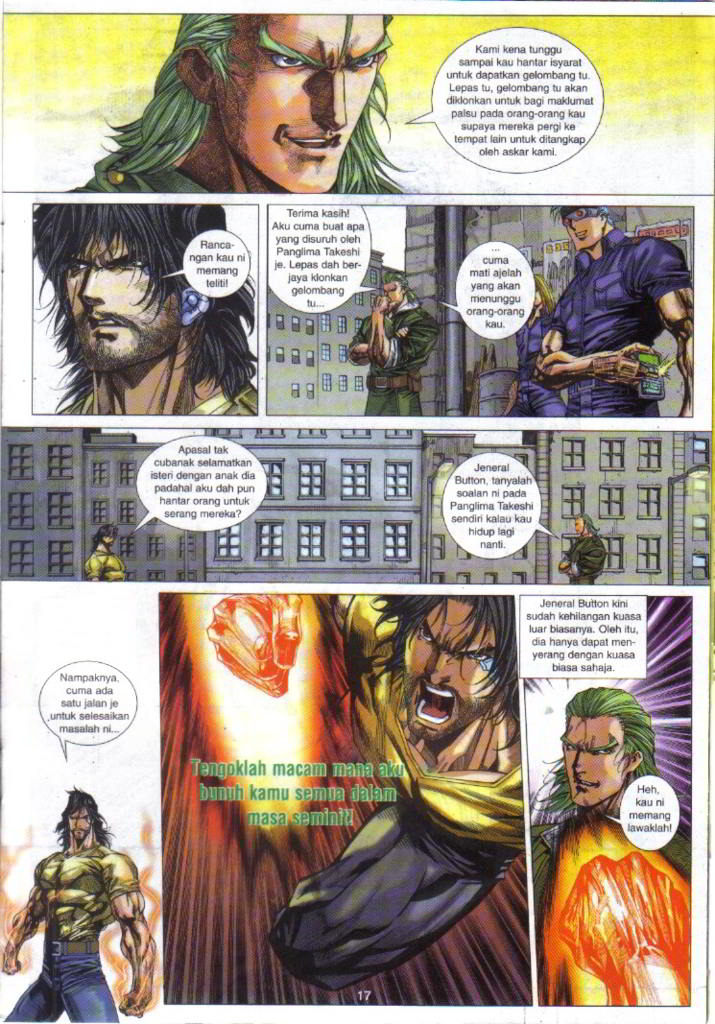 Kami kena tunggu
sampai kau hantar isyarat
untuk dapatkan gelombang tu.
Lepas tu, gelombang tu akan
diklonkan untuk bagi maklumat
palsu pada orang-orang kau
supaya mereka pergi ke
tempat lain untuk ditangkap
oleh askar kami.
Ranca-
ngan kau ni
memang
teliti!
Terima kasih!
Aku cuma buat apa
yang disuruh oleh
Panglima Takeshi
je. Lepas dah ber-
jaya klonkan
gelombang
tu...
...
cuma
mati ajelah
yang akan
menunggu
orang-orang
kau.
Apasal tak
cubanak selamatkan
isteri dengan anak dia
padahal aku dah pun
hantar orang untuk
serang mereka?
Jeneral
Button, tanyalah
soalan ni pada
Panglima Takeshi
sendiri kalau kau
hidup lagi
nanti.
Nampaknya,
cuma ada
satu jalan je
untuk selesaikan
masalah ni...
Tengoklah macam mana aku
bunuh kamu semua dalam
masa seminit!
Jeneral Button kini
sudah kehilangan kuasa
luar biasanya. Oleh itu,
dia hanya dapat men-
yerang dengan kuasa
biasa sahaja.
Heh,
kau ni
memang
lawaklah!
17